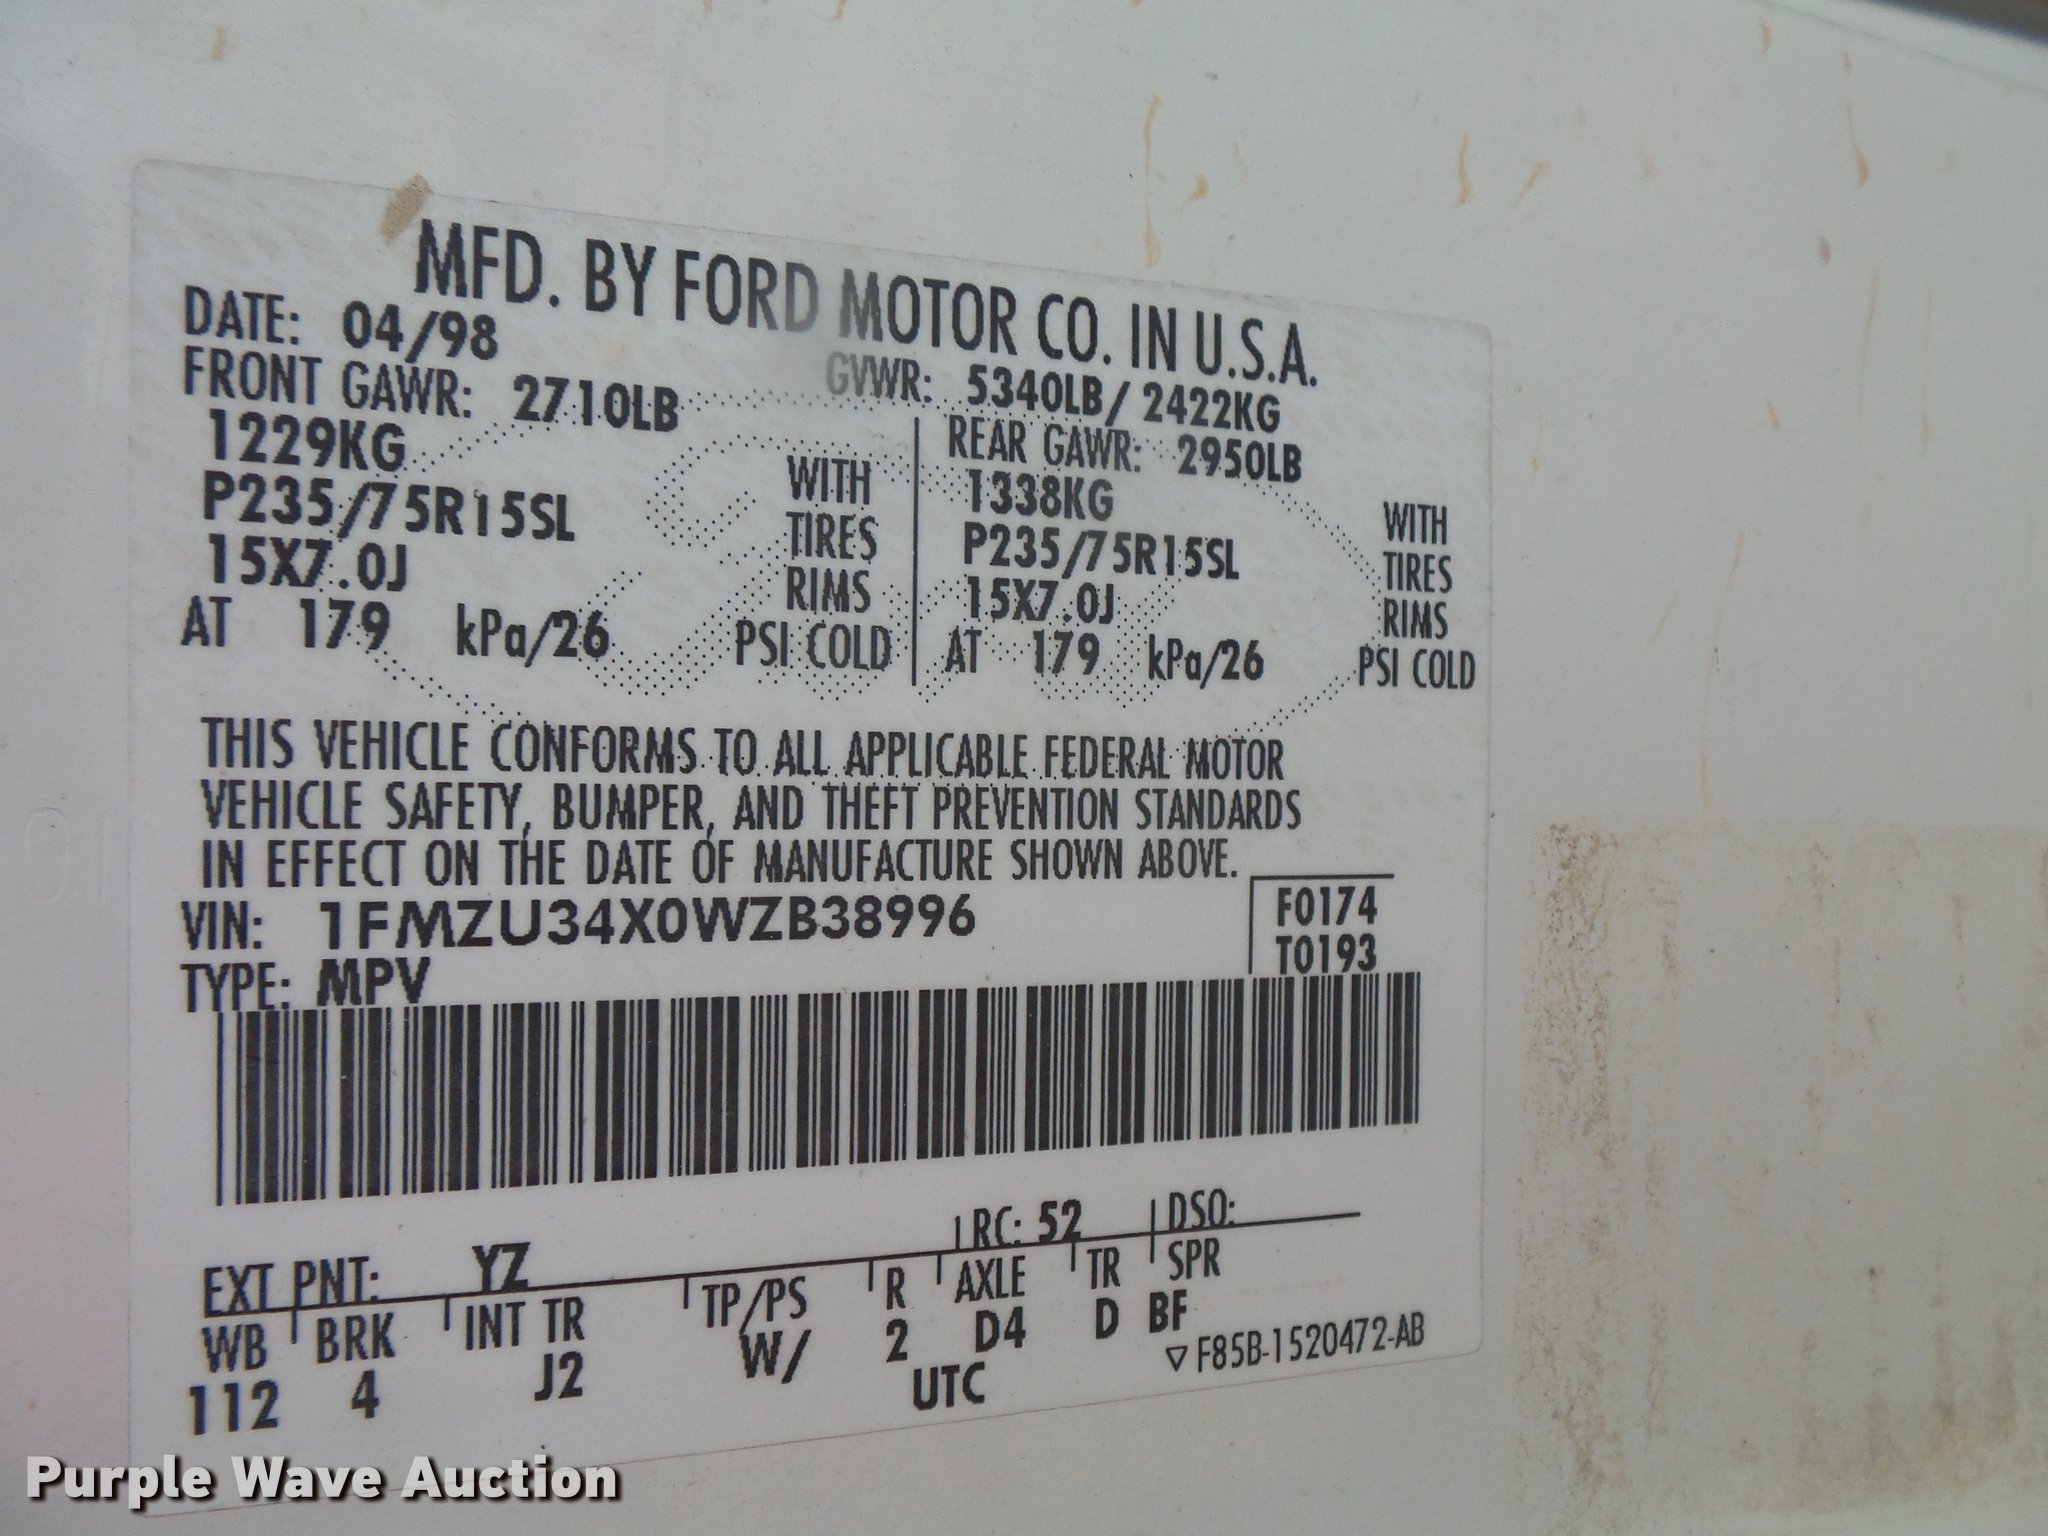 MFD. BY FORD MOTOR CO. IN U.S.A.
DATE: 04/98
GVWR: 5340LB/2422KG
FRONT GAWR: 2710LB
1229KG
WITH
P235/75R15SL
TIRES
15X7.0J
RIMS
AT 179 kPa/26 PSI COLD
REAR GAWR: 2950LB
1338KG
WITH
P235/75R15SL
TIRES
15X7.0J
RIMS
AT 179 kPa/26 PSI COLD
THIS VEHICLE CONFORMS TO ALL APPLICABLE FEDERAL MOTOR
VEHICLE SAFETY, BUMPER, AND THEFT PREVENTION STANDARDS
IN EFFECT ON THE DATE OF MANUFACTURE SHOWN ABOVE.
VIN: 1FMZU34X0WZB38996
F0174
T0193
TYPE: MPV
EXT PNT: YZ
RC: 52
DSO:
WB BRK INT TR TP/PS R AXLE TR SPR
112 4 J2 W/ 2 D4 D BF
UTC
▽ F85B-1520472-AB
Purple Wave Auction